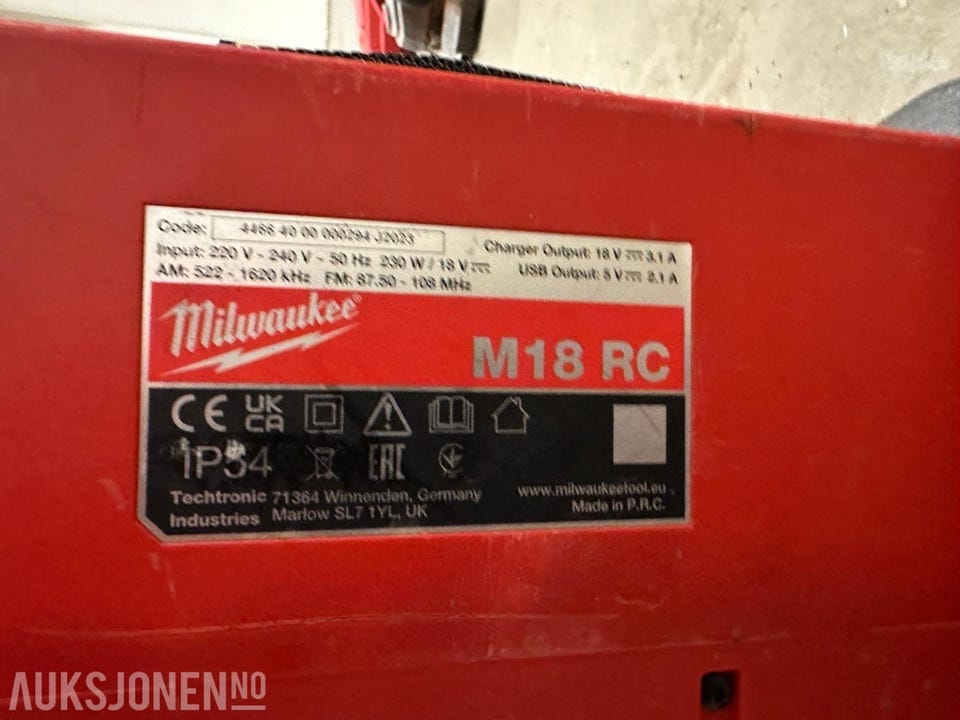 Code: 4466 40 00 000294 J2023
Input: 220 V - 240 V ~ 50 Hz 230 W / 18 V ⎓
AM: 522 - 1620 kHz FM: 87.50 - 108 MHz
Charger Output: 18 V ⎓ 3.1 A
USB Output: 5 V ⎓ 2.1 A
Milwaukee
M18 RC
CE UK CA
IP54
EAC
Techtronic 71364 Winnenden, Germany
Industries Marlow SL7 1YL, UK
www.milwaukeetool.eu
Made in P.R.C.
AUKSJONEN NO